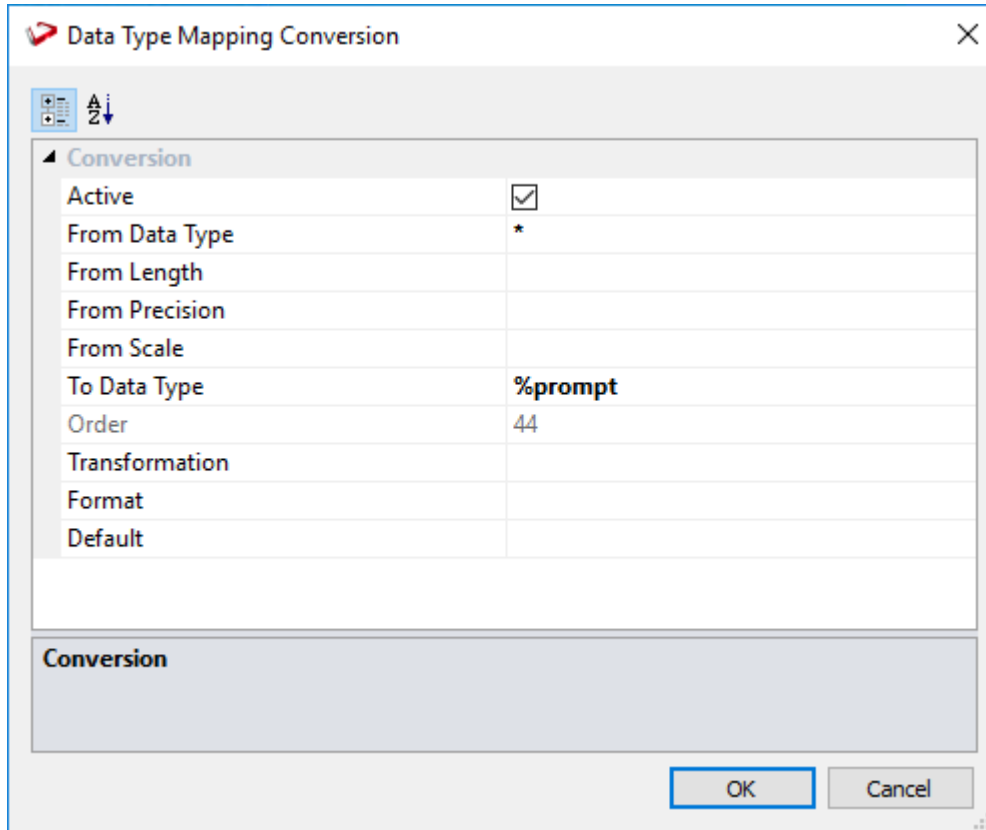 Data Type Mapping Conversion
A
Z
Conversion
Active
From Data Type *
From Length
From Precision
From Scale
To Data Type %prompt
Order 44
Transformation
Format
Default
Conversion
OK Cancel